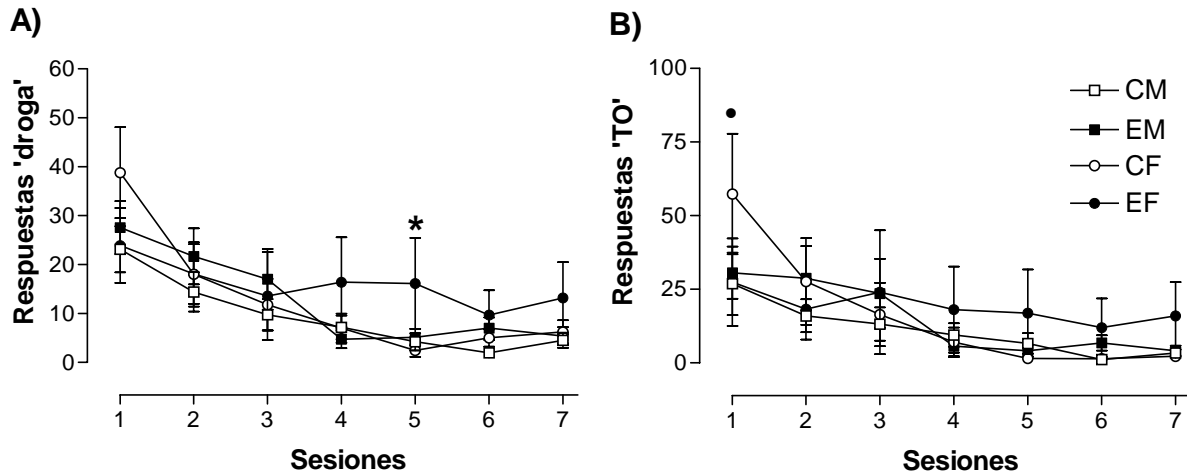 A)
Respuestas 'droga'
60
50
40
30
20
10
0
*
1 2 3 4 5 6 7
Sesiones
B)
Respuestas 'TO'
100
75
50
25
0
CM
EM
CF
EF
1 2 3 4 5 6 7
Sesiones